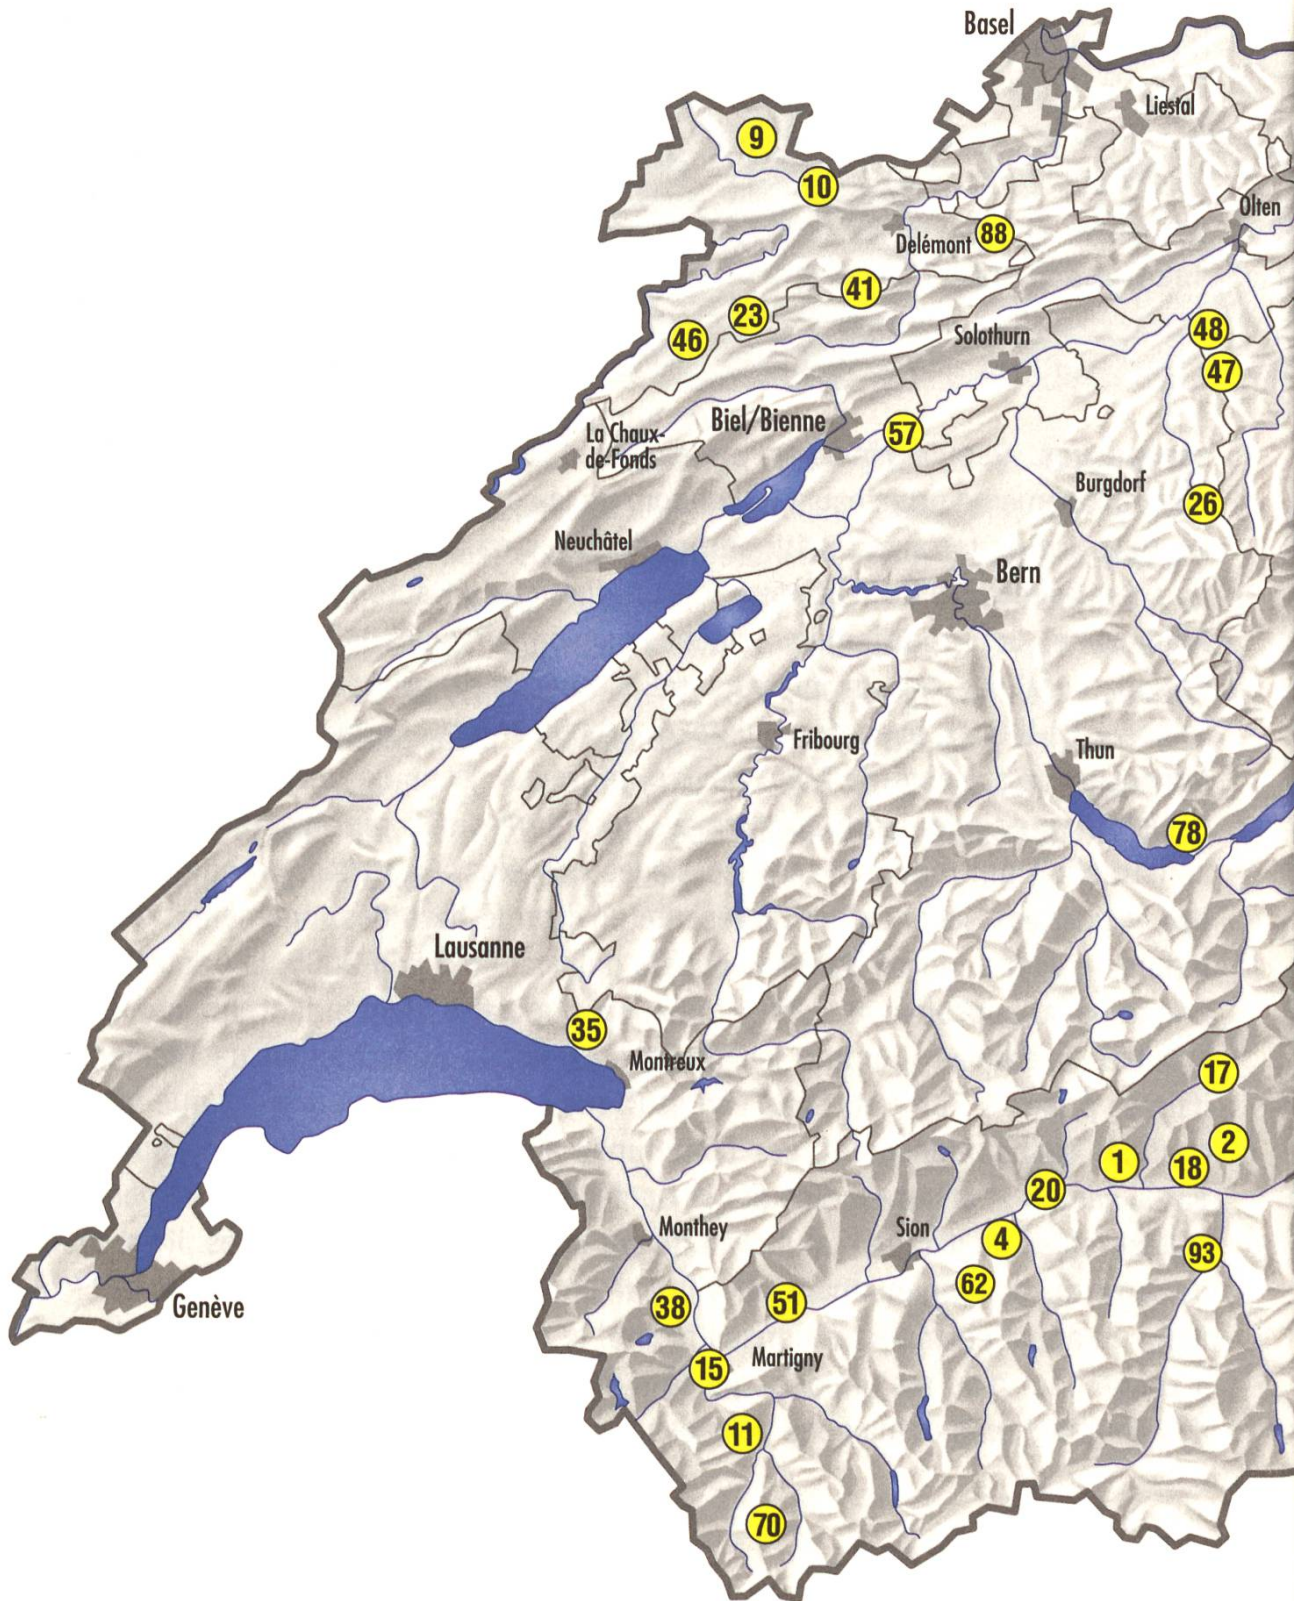 Basel
Liestal
9
10
Olten
Delémont
88
41
23
46
48
Solothurn
47
Biel/Bienne
57
La Chaux-
de-Fonds
Burgdorf
26
Neuchâtel
Bern
Fribourg
Thun
78
Lausanne
35
Montreux
17
2
1
18
20
Monthey
Sion
4
93
62
Genève
38
51
15
Martigny
11
70